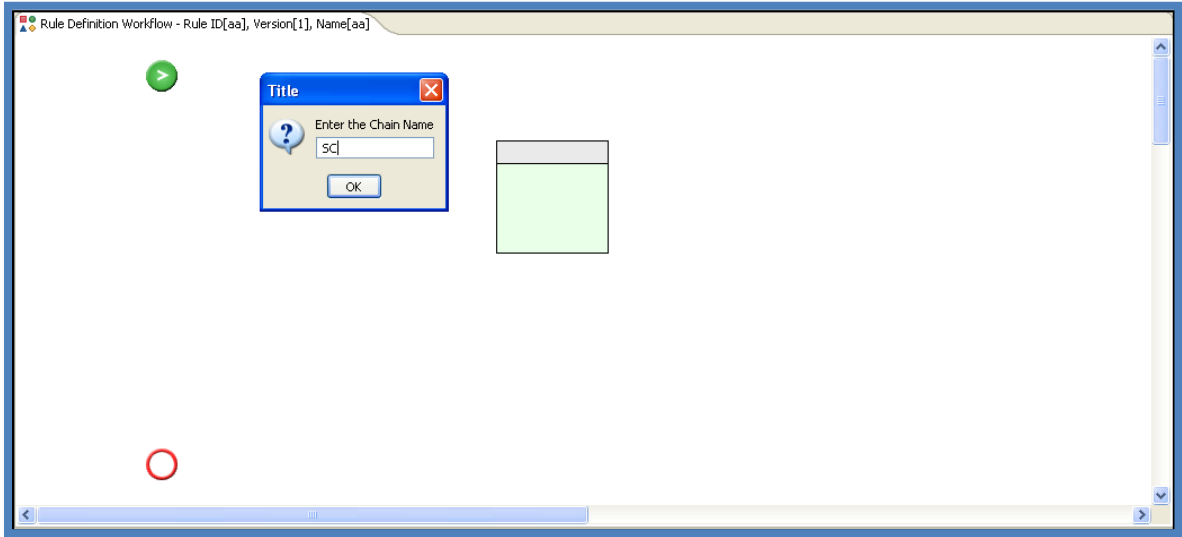 Rule Definition Workflow - Rule ID[aa], Version[1], Name[aa]
Title
Enter the Chain Name
SC
OK